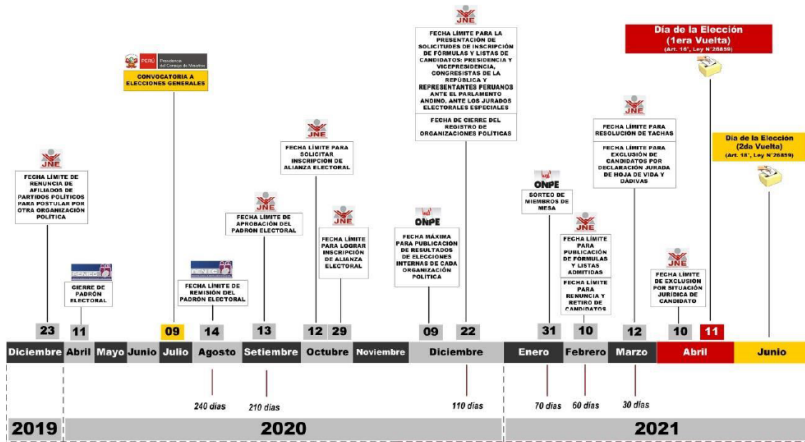 JNE
FECHA LÍMITE DE
RENUNCIA DE
AFILIADOS DE
PARTIDOS POLÍTICOS
PARA POSTULAR POR
OTRA ORGANIZACIÓN
POLÍTICA
RENIEC
CIERRE DE
PADRÓN
ELECTORAL
PERÚ
Presidencia
del Consejo de Ministros
CONVOCATORIA A
ELECCIONES GENERALES
RENIEC
FECHA LÍMITE DE
REMISIÓN DEL
PADRÓN ELECTORAL
JNE
FECHA LÍMITE DE
APROBACIÓN DEL
PADRÓN ELECTORAL
JNE
FECHA LÍMITE PARA
SOLICITAR
INSCRIPCIÓN DE
ALIANZA ELECTORAL
JNE
FECHA LÍMITE
PARA LOGRAR
INSCRIPCIÓN DE
ALIANZA
ELECTORAL
ONPE
FECHA MÁXIMA
PARA PUBLICACIÓN
DE RESULTADOS
DE ELECCIONES
INTERNAS DE CADA
ORGANIZACIÓN
POLÍTICA
JNE
FECHA LÍMITE PARA LA
PRESENTACIÓN DE
SOLICITUDES DE INSCRIPCIÓN DE
FÓRMULAS Y LISTAS DE
CANDIDATOS: PRESIDENCIA Y
VICEPRESIDENCIA,
CONGRESISTAS DE LA
REPÚBLICA Y
REPRESENTANTES PERUANOS
ANTE EL PARLAMENTO
ANDINO, ANTE LOS JURADOS
ELECTORALES ESPECIALES
FECHA DE CIERRE DEL
REGISTRO DE
ORGANIZACIONES POLÍTICAS
ONPE
SORTEO DE
MIEMBROS DE
MESA
JNE
FECHA LÍMITE
PARA
PUBLICACIÓN
DE FÓRMULAS
Y LISTAS
ADMITIDAS
FECHA LÍMITE
PARA
RENUNCIA Y
RETIRO DE
CANDIDATOS
JNE
FECHA LÍMITE PARA
RESOLUCION DE TACHAS
FECHA LÍMITE PARA
EXCLUSIÓN DE
CANDIDATOS POR
DECLARACIÓN JURADA
DE HOJA DE VIDA Y
DÁDIVAS
JNE
FECHA LÍMITE
DE EXCLUSIÓN
POR SITUACIÓN
JURÍDICA DE
CANDIDATO
Día de la Elección
(1era Vuelta)
(Art. 16°, Ley N°26859)
Día de la Elección
(2da Vuelta)
(Art. 18°, Ley N°26859)
23 11 09 14 13 12 29 09 22 31 10 12 10 11
Diciembre Abril Mayo Junio Julio Agosto Setiembre Octubre Noviembre Diciembre Enero Febrero Marzo Abril Junio
240 días 210 días 110 días 70 días 60 días 30 días
2019 2020 2021